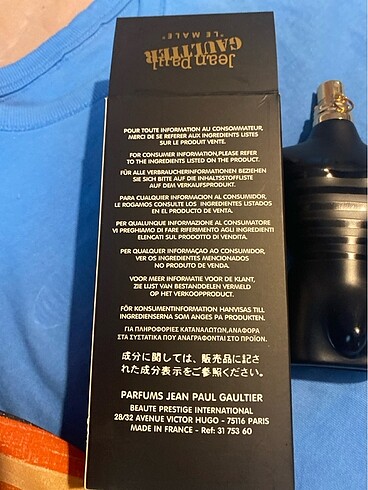 Jean Paul
GAULTIER
"LE MALE"
POUR TOUTE INFORMATION AU CONSOMMATEUR,
MERCI DE SE REFERER AUX INGREDIENTS LISTES
SUR LE PRODUIT VENTE.
FOR CONSUMER INFORMATION,PLEASE REFER
TO THE INGREDIENTS LISTED ON THE PRODUCT.
FÜR ALLE VERBRAUCHERINFORMATIONEN BEZIEHEN
SIE SICH BITTE AUF DIE INHALTSSTOFLISTE
AUF DEM VERKAUFSPRODUKT.
PARA CUALQUIER INFORMACION AL CONSUMIDOR,
LE ROGAMOS CONSULTE LOS INGREDIENTES
EN EL PRODUCTO DE VENTA.
PER QUALUNQUE INFORMAZIONE AL CONSUMATORE
VI PREGHIAMO DI FARE RIFERIMENTO AGLI INGREDIENTI
ELENCATI SUL PRODOTTO DI VENDITA.
PER QUALQUER INFORMAÇAO AO CONSUMIDOR,
VER OS INGREDIENTES MENCIONADOS
NO PRODUTO DE VENDA.
VOOR MEER INFORMATIE VOOR DE KLANT,
ZIE LIJST VAN BESTANDDELEN VERMELD
OP HET VERKOOPPRODUCT.
FÖR KONSUMENTINFORMATION HANVISAS TILL
INGREDIENSERNA SOM ANGES PA PRODUKTEN.
ΓΙΑ ΠΛΗΡΟΦΟΡΙΕΣ ΚΑΤΑΝΑΛΩΤΩΝ,ΑΝΑΦΟΡΑ
ΣΤΑ ΣΥΣΤΑΤΙΚΑ ΠΟΥ ΑΝΑΓΡΑΦΟΝΤΑΙ ΣΤΟ ΠΡΟΪΟΝ.
成分に関しては、販売品に記さ
れた成分表示をご参照ください。
PARFUMS JEAN PAUL GAULTIER
BEAUTE PRESTIGE INTERNATIONAL
28/32 AVENUE VICTOR HUGO - 75116 PARIS
MADE IN FRANCE - Ref: 31 753 60